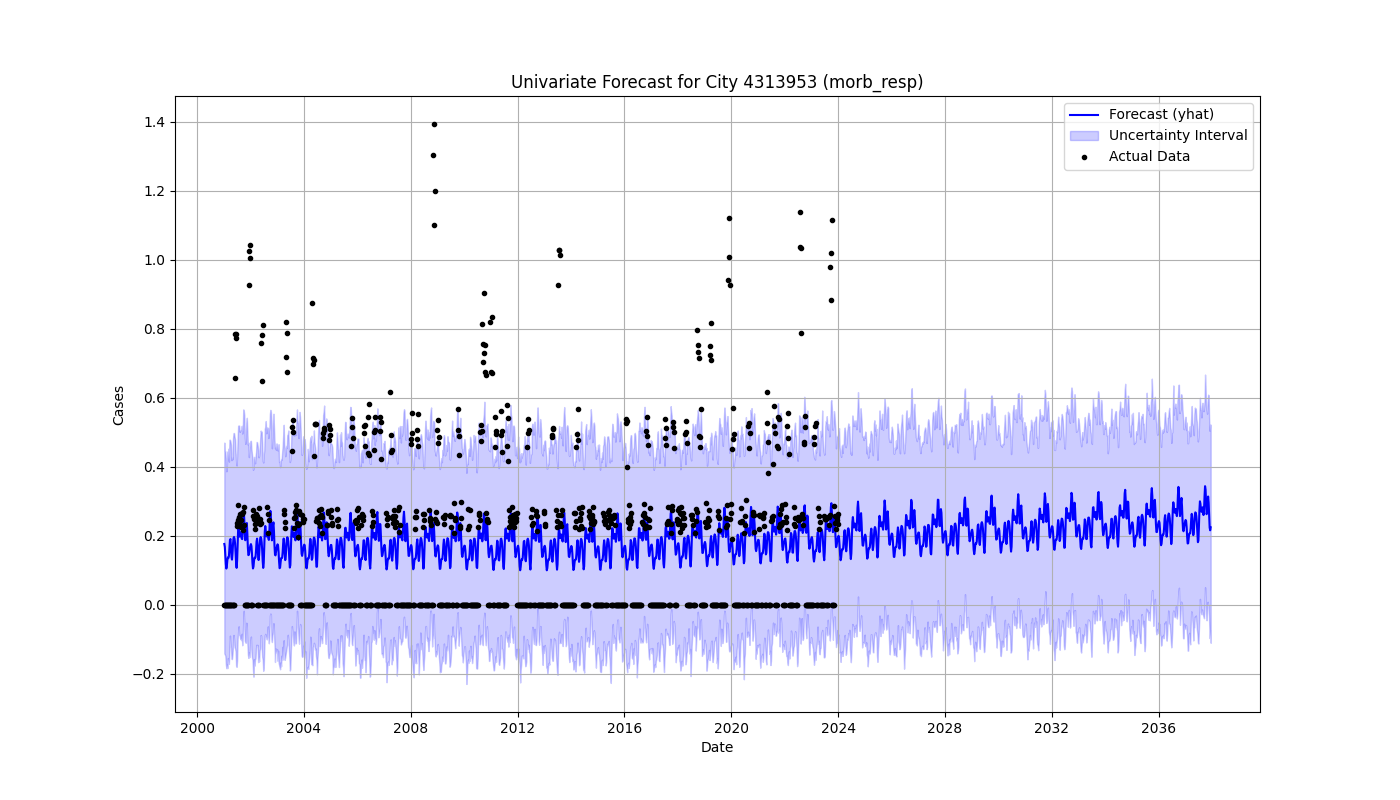 Univariate Forecast for City 4313953 (morb_resp)
Forecast (yhat)
Uncertainty Interval
Actual Data
Cases
1.4
1.2
1.0
0.8
0.6
0.4
0.2
0.0
−0.2
2000 2004 2008 2012 2016 2020 2024 2028 2032 2036
Date